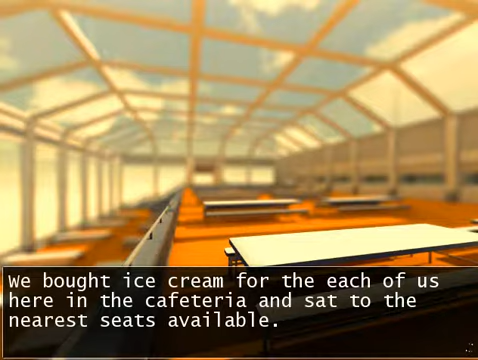 We bought ice cream for the each of us
here in the cafeteria and sat to the
nearest seats available.